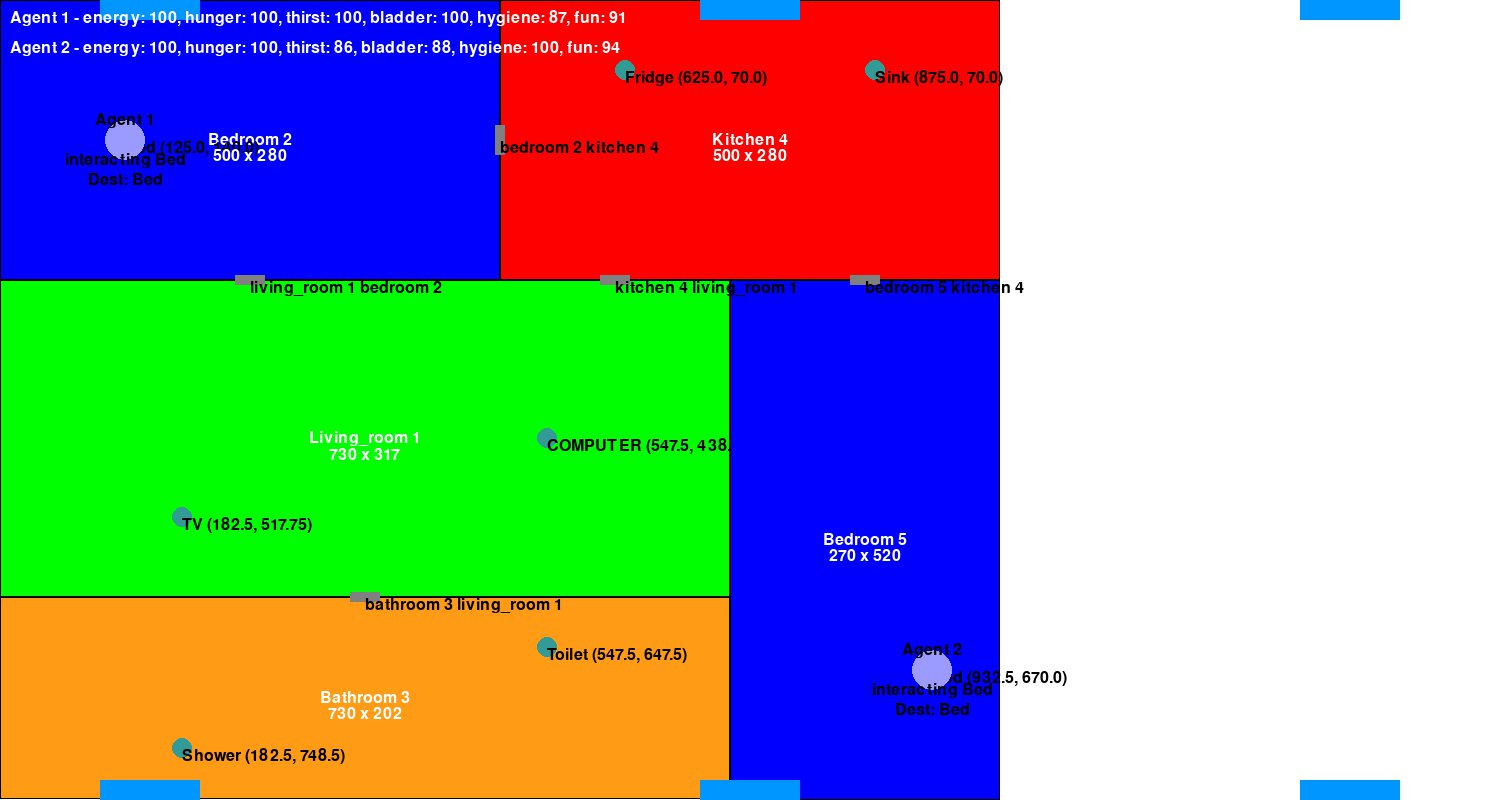 Agent 1 - energy: 100, hunger: 100, thirst: 100, bladder: 100, hygiene: 87, fun: 91
Agent 2 - energy: 100, hunger: 100, thirst: 86, bladder: 88, hygiene: 100, fun: 94
Fridge (625.0, 70.0)
Sink (875.0, 70.0)
Agent 1
Bedroom 2
500 x 280
interacting Bed
Dest: Bed
bedroom 2 kitchen 4
Kitchen 4
500 x 280
living_room 1 bedroom 2
kitchen 4 living_room 1
bedroom 5 kitchen 4
Living_room 1
730 x 317
COMPUTER (547.5, 438.
TV (182.5, 517.75)
Bedroom 5
270 x 520
bathroom 3 living_room 1
Toilet (547.5, 647.5)
Agent 2
d (932.5, 670.0)
interacting Bed
Dest: Bed
Bathroom 3
730 x 202
Shower (182.5, 748.5)